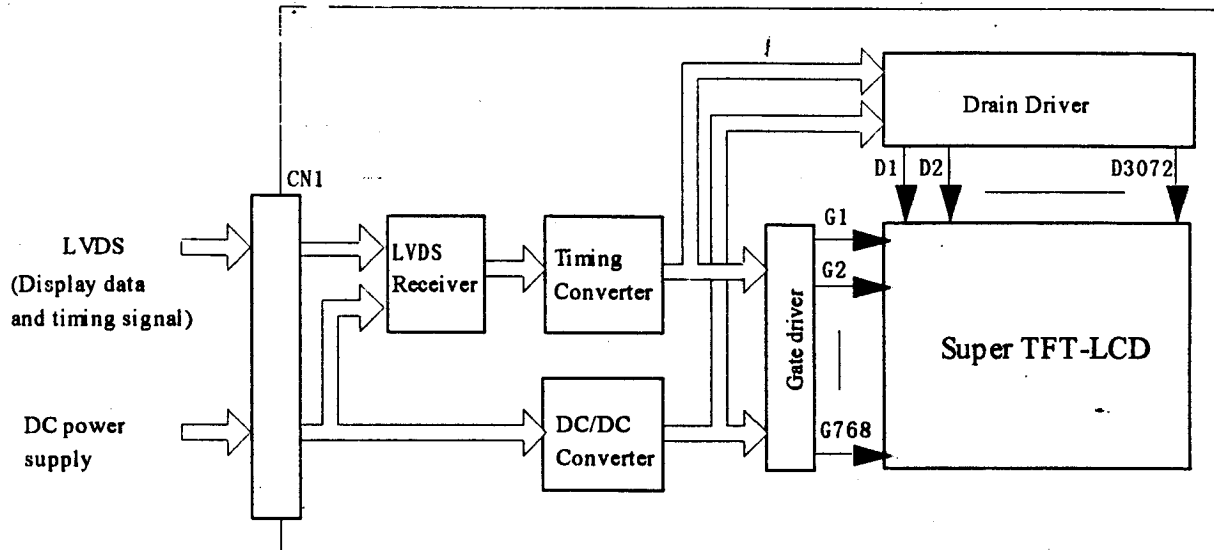 CN1
LVDS
(Display data
and timing signal)
DC power
supply
LVDS
Receiver
Timing
Converter
DC/DC
Converter
Gate driver
Drain Driver
D1 D2 D3072
G1
G2
G768
Super TFT-LCD